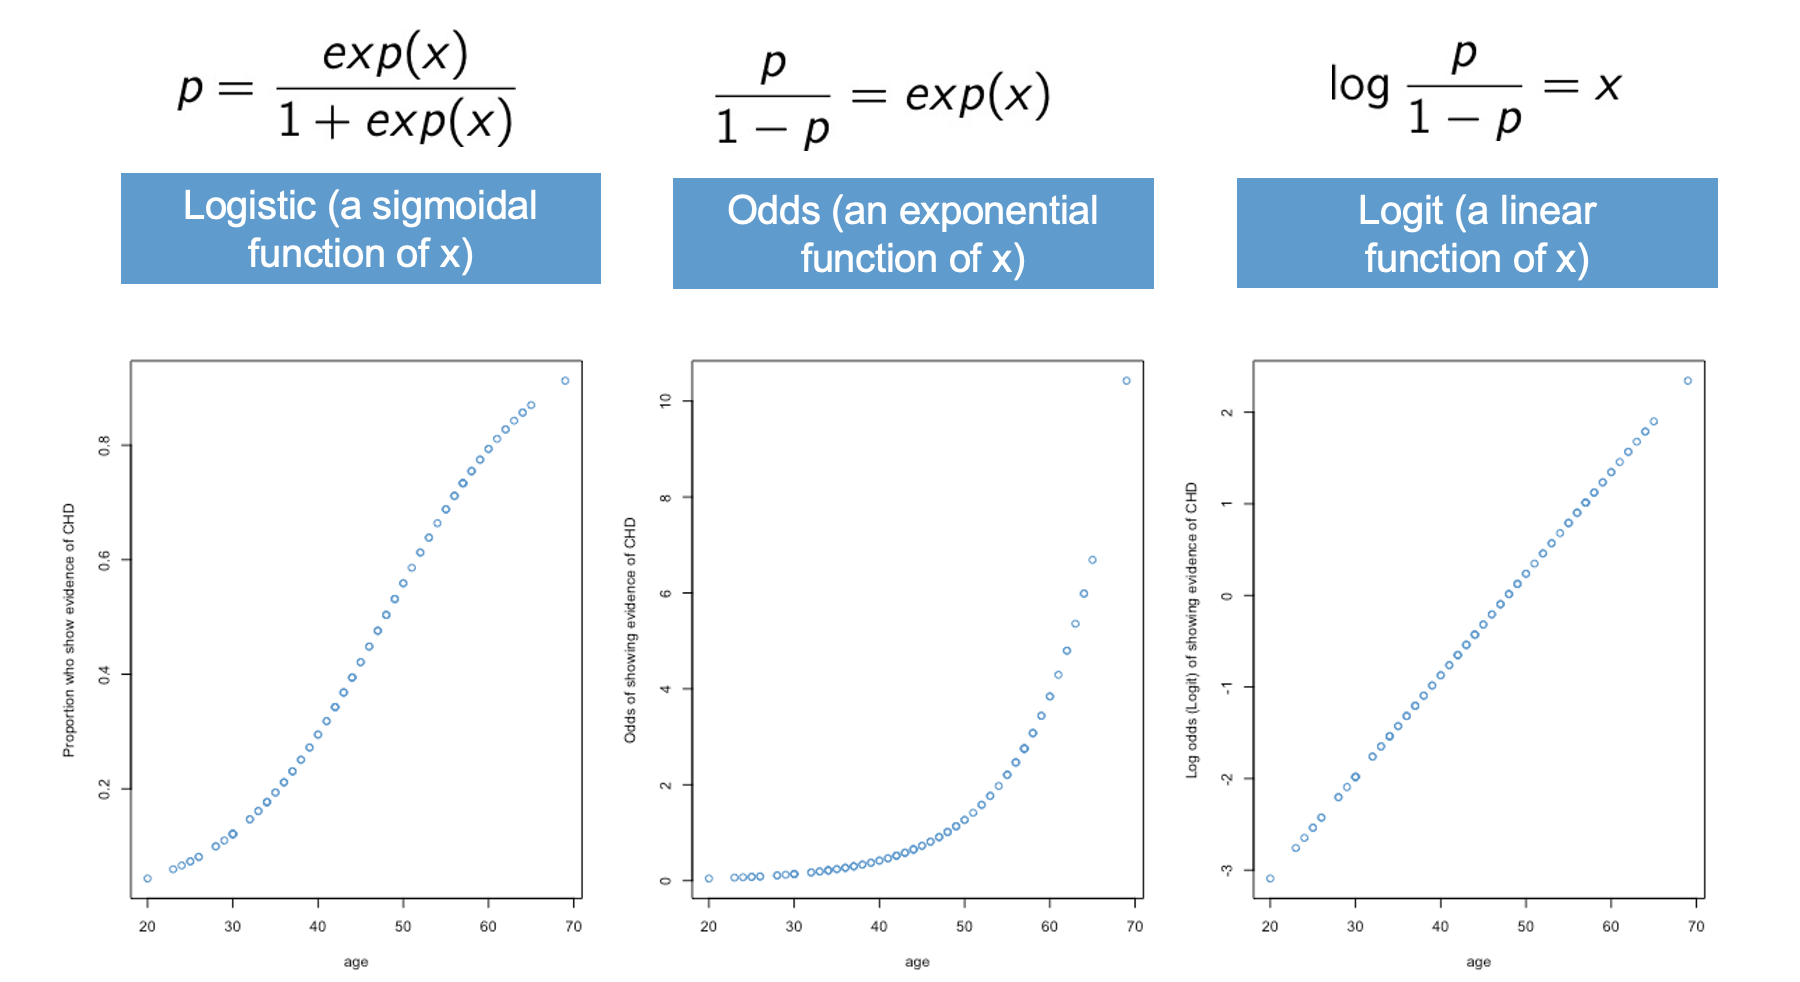 p = exp(x) / 1 + exp(x)
p / 1 − p = exp(x)
log p / 1 − p = x
Logistic (a sigmoidal
function of x)
Odds (an exponential
function of x)
Logit (a linear
function of x)
Proportion who show evidence of CHD
0.8
0.6
0.4
0.2
20 30 40 50 60 70
age
Odds of showing evidence of CHD
10
8
6
4
2
0
20 30 40 50 60 70
age
Log odds (Logit) of showing evidence of CHD
2
1
0
-1
-2
-3
20 30 40 50 60 70
age